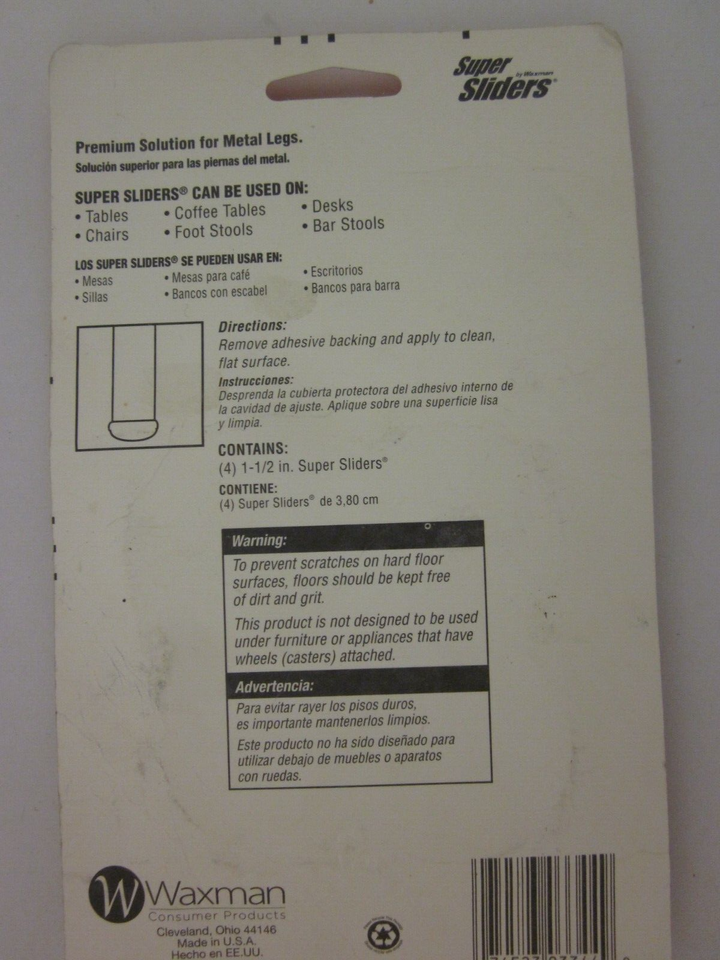 Super
by Waxman
Sliders®
Premium Solution for Metal Legs.
Solución superior para las piernas del metal.
SUPER SLIDERS® CAN BE USED ON:
• Tables • Coffee Tables • Desks
• Chairs • Foot Stools • Bar Stools
LOS SUPER SLIDERS® SE PUEDEN USAR EN:
• Mesas • Mesas para café • Escritorios
• Sillas • Bancos con escabel • Bancos para barra
Directions:
Remove adhesive backing and apply to clean,
flat surface.
Instrucciones:
Desprenda la cubierta protectora del adhesivo interno de
la cavidad de ajuste. Aplique sobre una superficie lisa
y limpia.
CONTAINS:
(4) 1-1/2 in. Super Sliders®
CONTIENE:
(4) Super Sliders® de 3,80 cm
Warning:
To prevent scratches on hard floor
surfaces, floors should be kept free
of dirt and grit.
This product is not designed to be used
under furniture or appliances that have
wheels (casters) attached.
Advertencia:
Para evitar rayer los pisos duros,
es importante mantenerlos limpios.
Este producto no ha sido diseñado para
utilizar debajo de muebles o aparatos
con ruedas.
W Waxman
Consumer Products
Cleveland, Ohio 44146
Made in U.S.A.
Hecho en EE.UU.